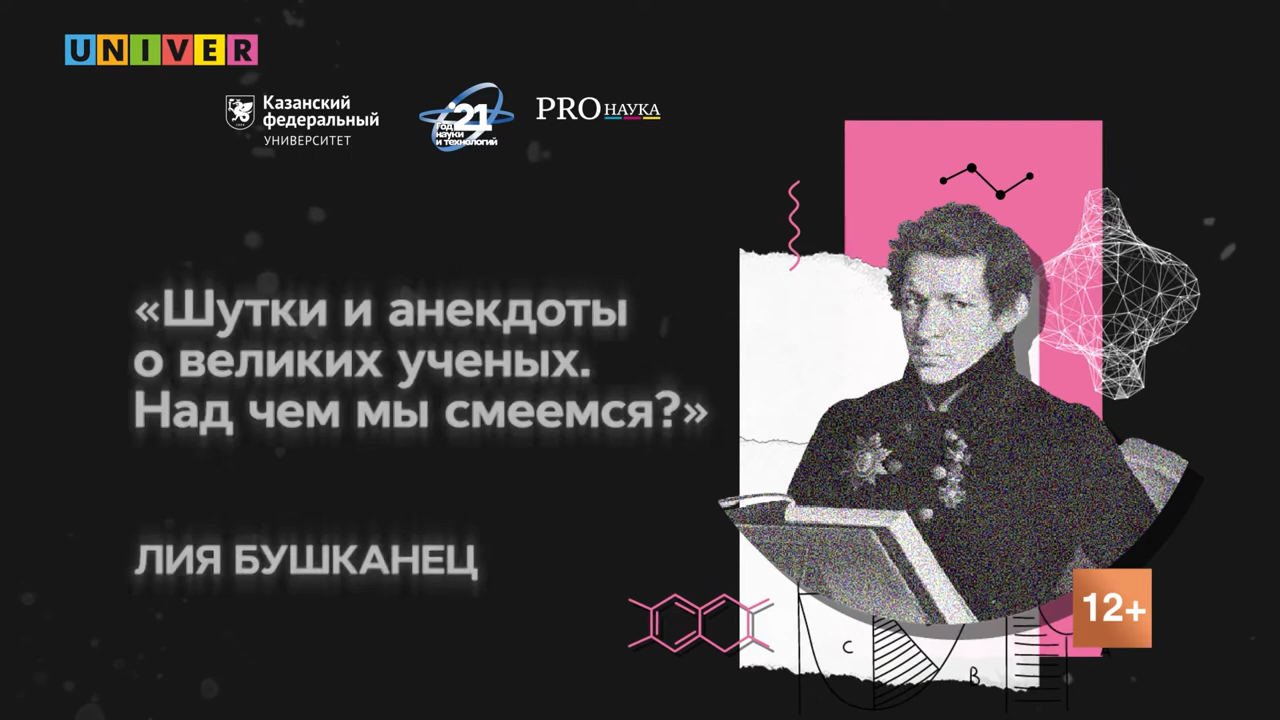 UNIVER
Казанский
федеральный
УНИВЕРСИТЕТ
21
год
науки
и технологий
PRO НАУКА
«Шутки и анекдоты
о великих ученых.
Над чем мы смеемся?»
ЛИЯ БУШКАНЕЦ
12+
C
B
A